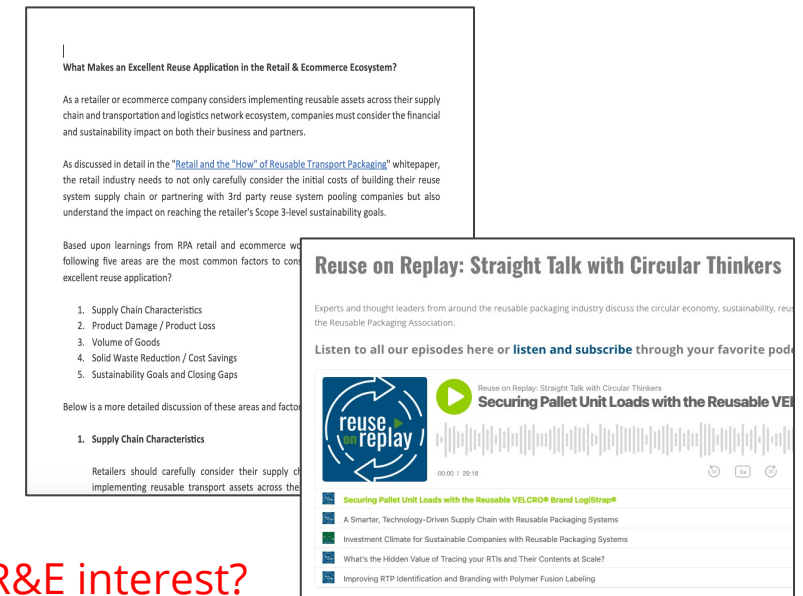 What Makes an Excellent Reuse Application in the Retail & Ecommerce Ecosystem?
As a retailer or ecommerce company considers implementing reusable assets across their supply
chain and transportation and logistics network ecosystem, companies must consider the financial
and sustainability impact on both their business and partners.
As discussed in detail in the "Retail and the "How" of Reusable Transport Packaging" whitepaper,
the retail industry needs to not only carefully consider the initial costs of building their reuse
system supply chain or partnering with 3rd party reuse system pooling companies but also
understand the impact on reaching the retailer's Scope 3-level sustainability goals.
Based upon learnings from RPA retail and ecommerce
following five areas are the most common factors to
excellent reuse application?
1. Supply Chain Characteristics
2. Product Damage / Product Loss
3. Volume of Goods
4. Solid Waste Reduction / Cost Savings
5. Sustainability Goals and Closing Gaps
Below is a more detailed discussion of these areas and
1. Supply Chain Characteristics
Retailers should carefully consider their supply
implementing reusable transport assets across the
Reuse on Replay: Straight Talk with Circular Thinkers
Experts and thought leaders from around the reusable packaging industry discuss the circular economy, sustainability,
the Reusable Packaging Association.
Listen to all our episodes here or listen and subscribe through your favorite
reuse
on replay
Reuse on Replay: Straight Talk with Circular Thinkers
Securing Pallet Unit Loads with the Reusable
00:00 | 29:18
1x
Securing Pallet Unit Loads with the Reusable VELCRO® Brand LogiStrap®
A Smarter, Technology-Driven Supply Chain with Reusable Packaging Systems
Investment Climate for Sustainable Companies with Reusable Packaging Systems
What's the Hidden Value of Tracing your RTIs and Their Contents at Scale?
Improving RTP Identification and Branding with Polymer Fusion Labeling
R&E interest?